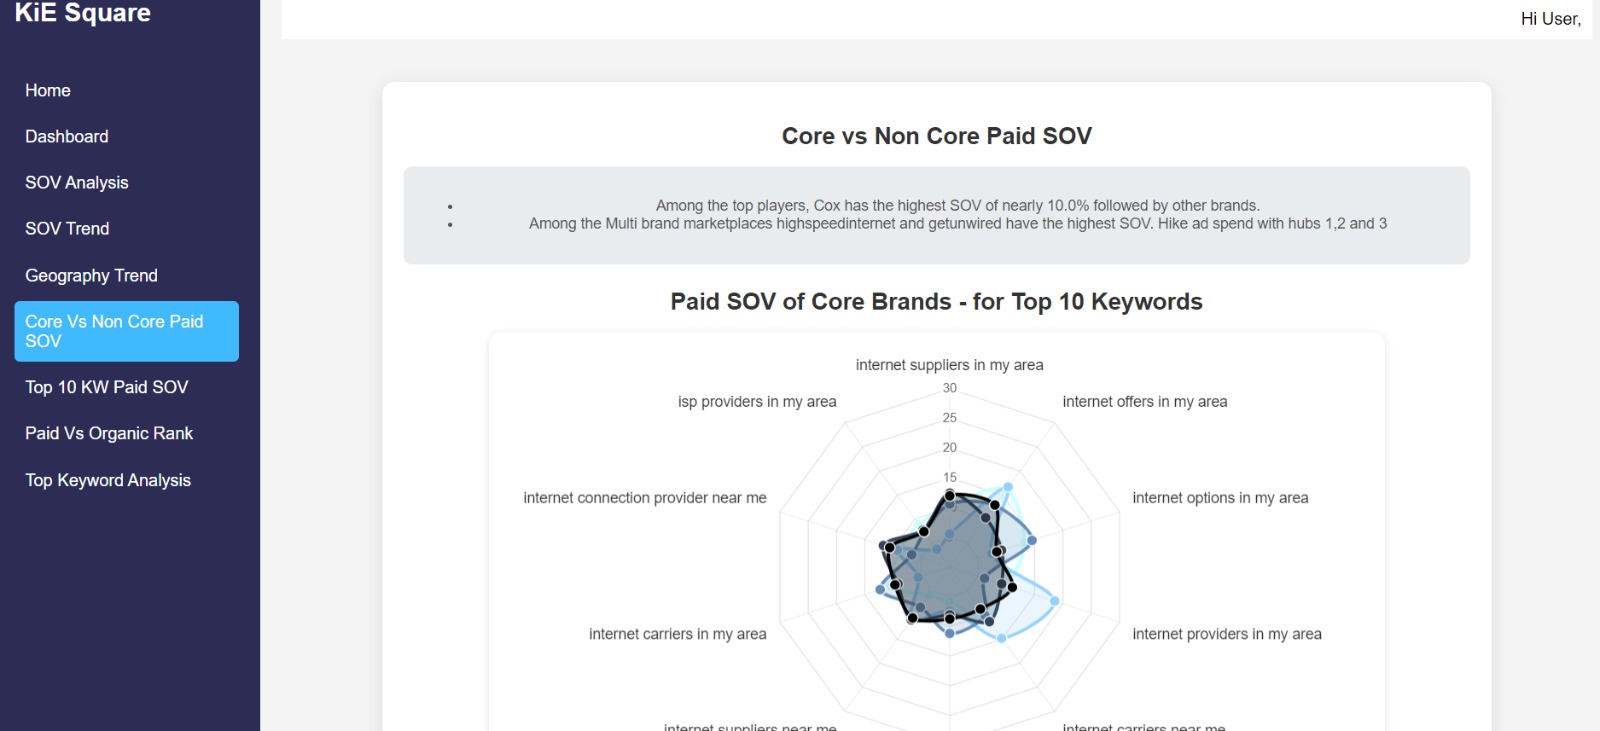 KiE Square
Hi User,
Home
Dashboard
SOV Analysis
SOV Trend
Geography Trend
Core Vs Non Core Paid
SOV
Top 10 KW Paid SOV
Paid Vs Organic Rank
Top Keyword Analysis
Core vs Non Core Paid SOV
• Among the top players, Cox has the highest SOV of nearly 10.0% followed by other brands.
• Among the Multi brand marketplaces highspeedinternet and getunwired have the highest SOV. Hike ad spend with hubs 1,2 and 3
Paid SOV of Core Brands - for Top 10 Keywords
internet suppliers in my area
30
isp providers in my area
internet offers in my area
25
20
15
internet connection provider near me
internet options in my area
internet carriers in my area
internet providers in my area
internet suppliers near me
internet carriers near me